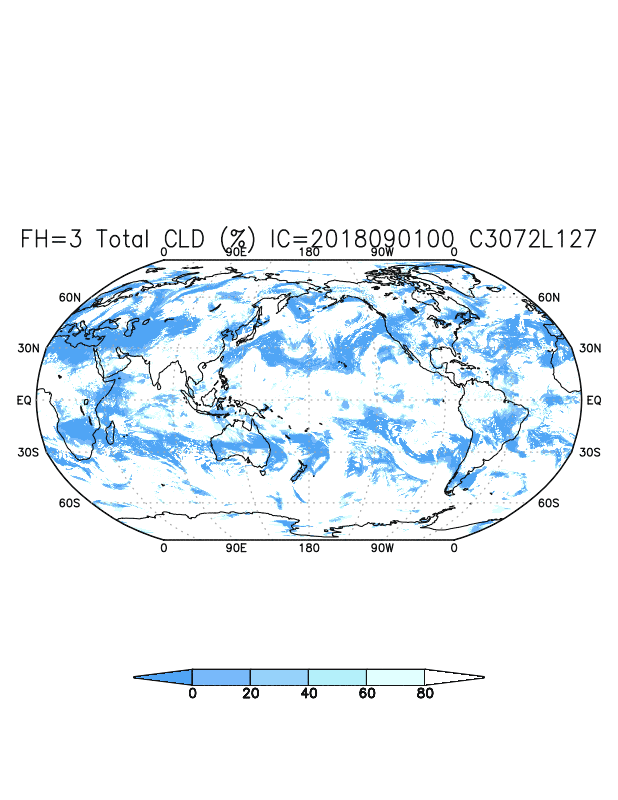 FH=3 Total CLD (%) IC=2018090100 C3072L127
0 90E 180 90W 0
60N 60N
30N 30N
EQ EQ
30S 30S
60S 60S
0 90E 180 90W 0
0 20 40 60 80